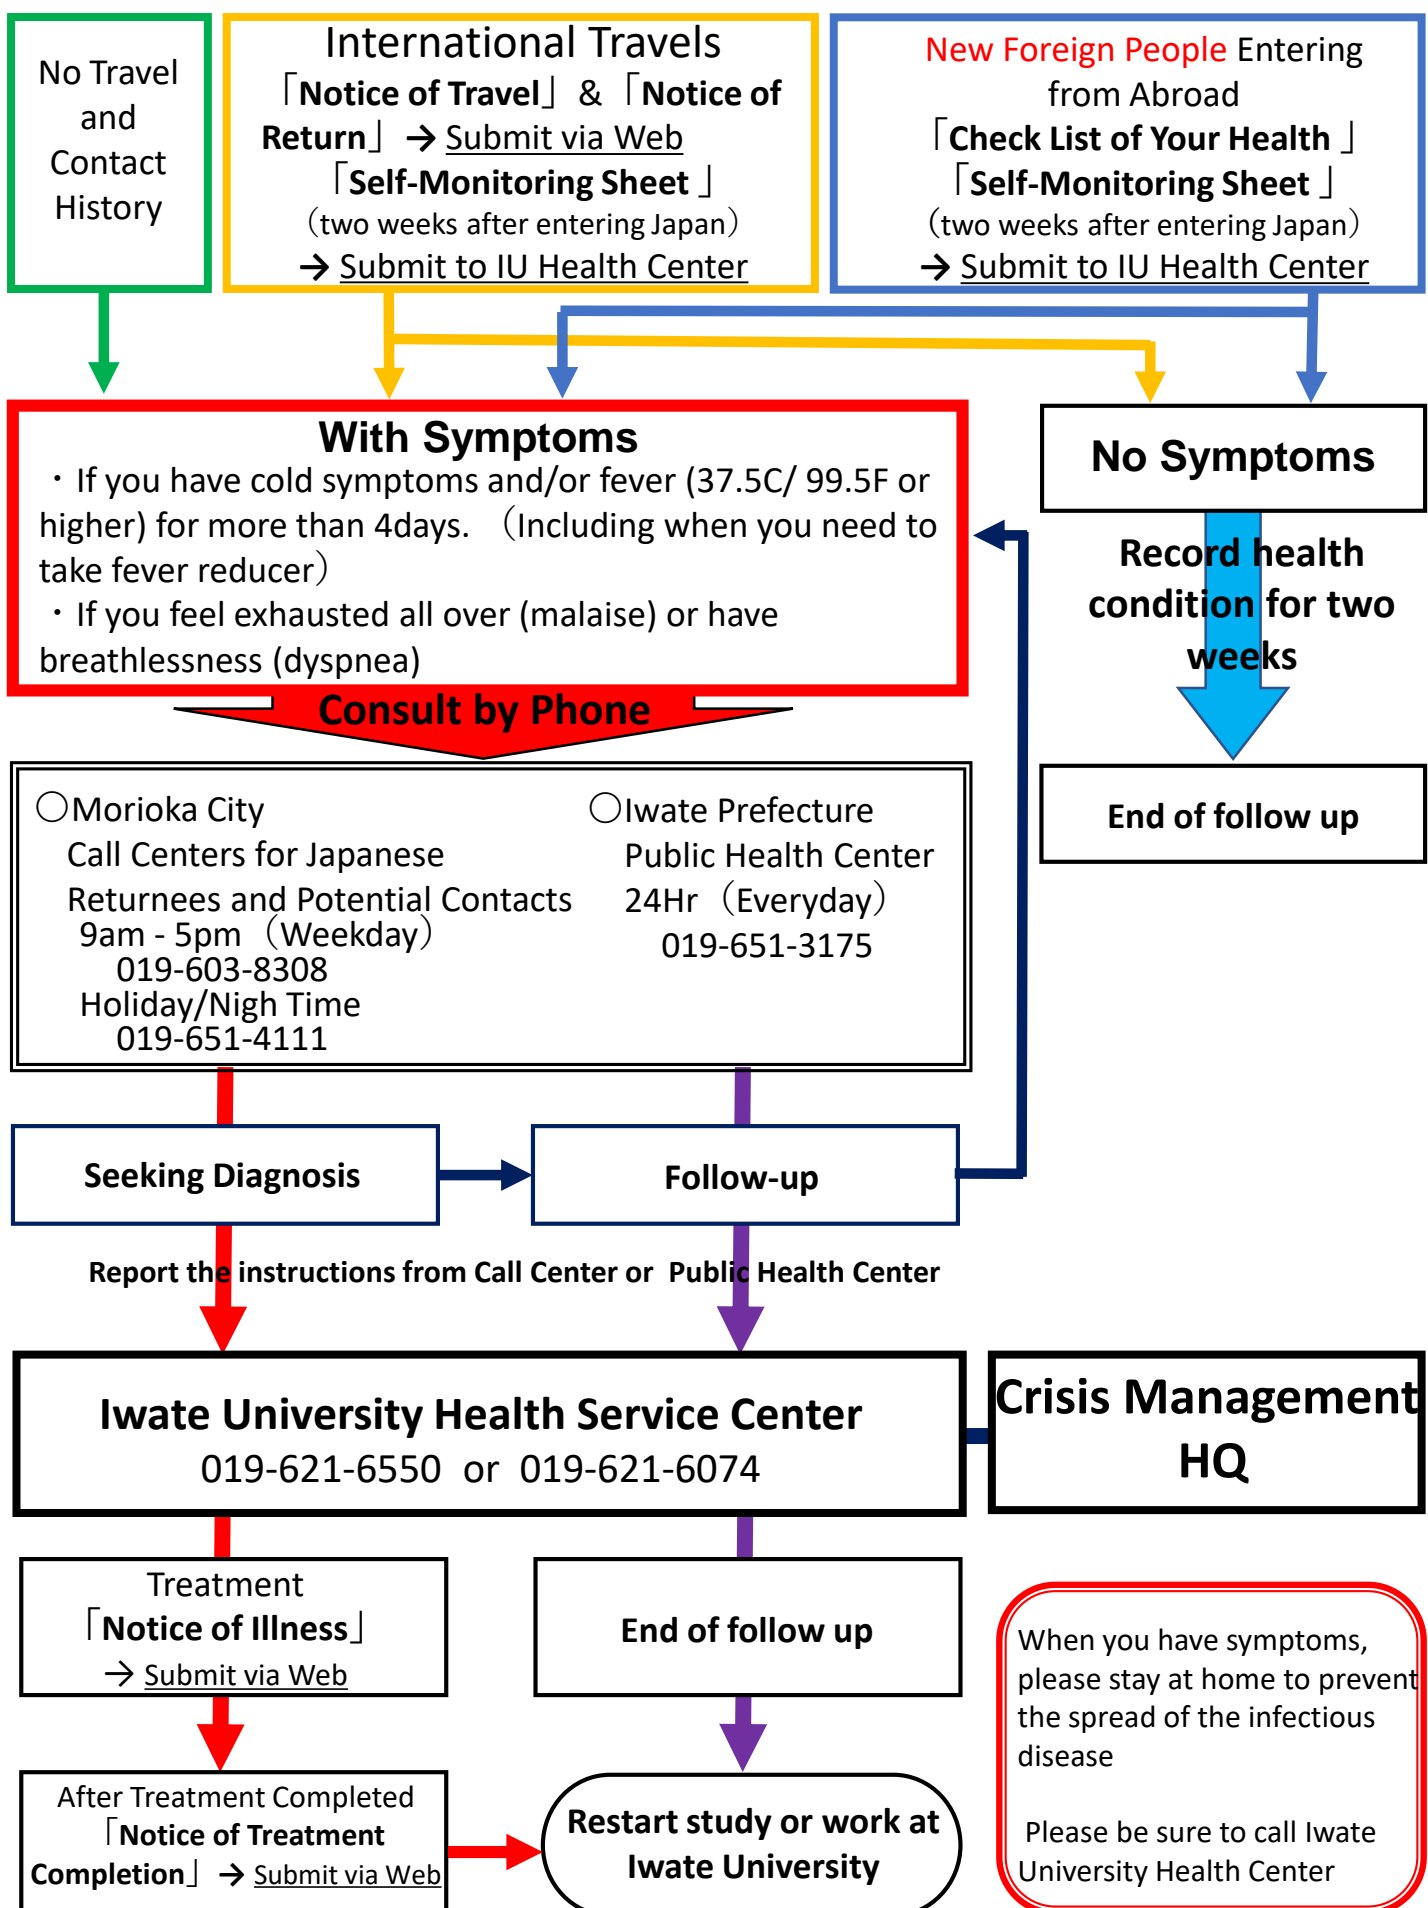 No Travel
and
Contact
History
International Travels
「Notice of Travel」 & 「Notice of
Return」 → Submit via Web
「Self-Monitoring Sheet 」
（two weeks after entering Japan）
→ Submit to IU Health Center
New Foreign People Entering
from Abroad
「Check List of Your Health 」
「Self-Monitoring Sheet 」
（two weeks after entering Japan）
→ Submit to IU Health Center
With Symptoms
・If you have cold symptoms and/or fever (37.5C/ 99.5F or
higher) for more than 4days. （Including when you need to
take fever reducer）
・If you feel exhausted all over (malaise) or have
breathlessness (dyspnea)
No Symptoms
Record health
condition for two
weeks
Consult by Phone
○Morioka City
Call Centers for Japanese
Returnees and Potential Contacts
9am - 5pm （Weekday）
019-603-8308
Holiday/Nigh Time
019-651-4111
○Iwate Prefecture
Public Health Center
24Hr （Everyday）
019-651-3175
End of follow up
Seeking Diagnosis
Follow-up
Report the instructions from Call Center or Public Health Center
Iwate University Health Service Center
019-621-6550 or 019-621-6074
Crisis Management
HQ
Treatment
「Notice of Illness」
→ Submit via Web
End of follow up
When you have symptoms,
please stay at home to prevent
the spread of the infectious
disease
Please be sure to call Iwate
University Health Center
After Treatment Completed
「Notice of Treatment
Completion」 → Submit via Web
Restart study or work at
Iwate University